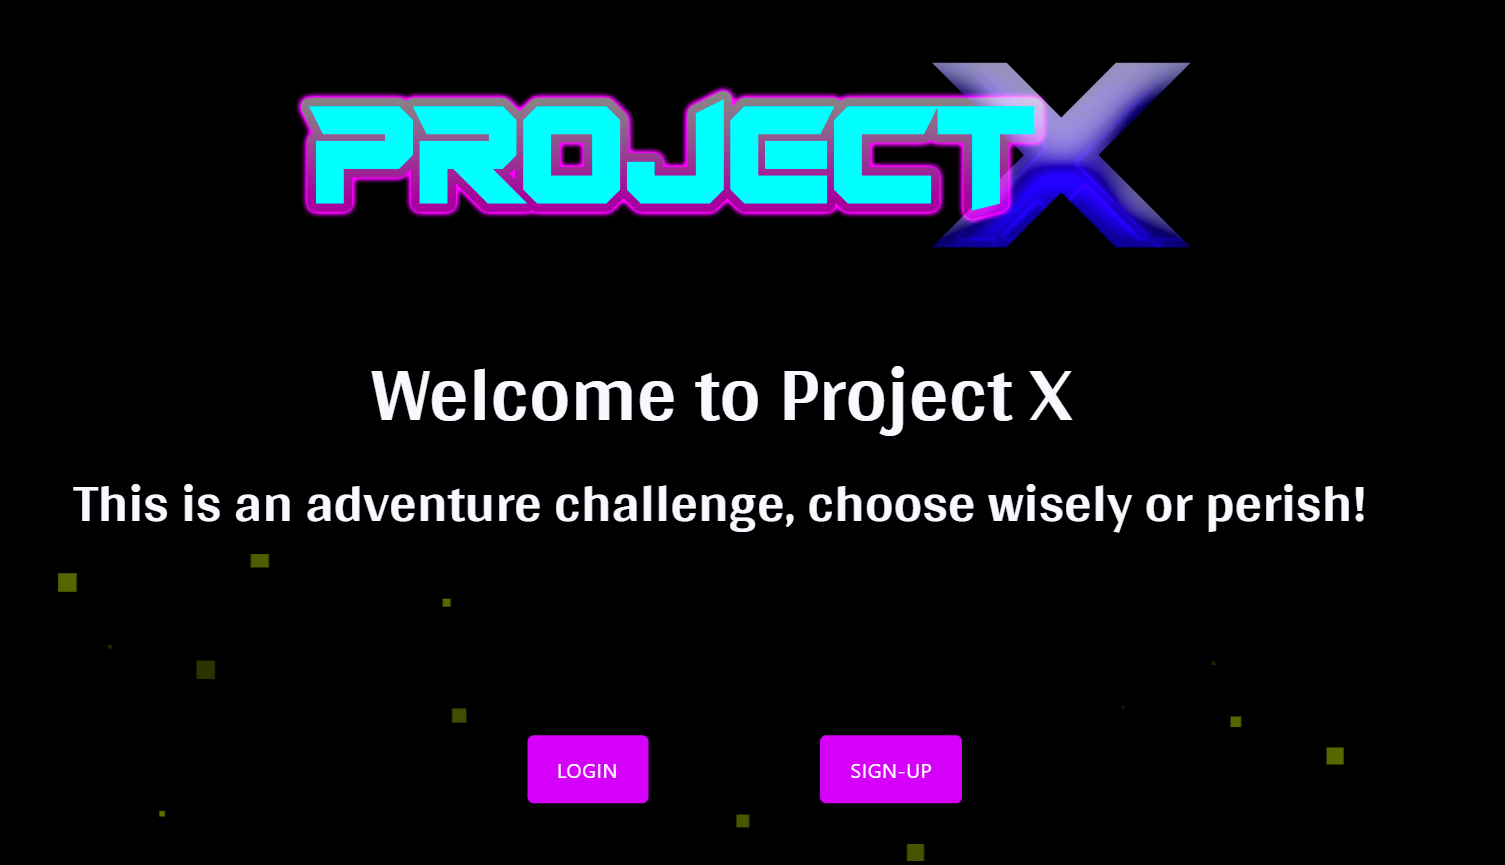 PROJECT X
Welcome to Project X
This is an adventure challenge, choose wisely or perish!
LOGIN
SIGN-UP